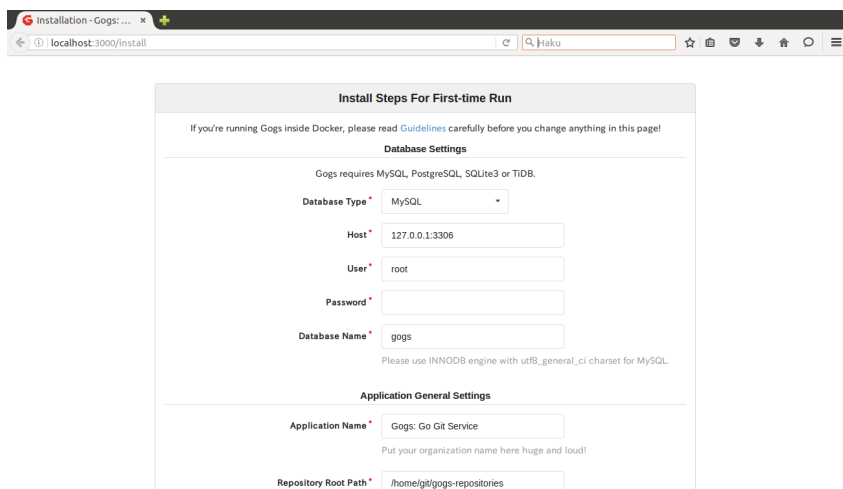 Installation - Gogs: ...
localhost:3000/install
Haku
Install Steps For First-time Run
If you're running Gogs inside Docker, please read Guidelines carefully before you change anything in this page!
Database Settings
Gogs requires MySQL, PostgreSQL, SQLite3 or TiDB.
Database Type * MySQL
Host * 127.0.0.1:3306
User * root
Password *
Database Name * gogs
Please use INNODB engine with utf8_general_ci charset for MySQL.
Application General Settings
Application Name * Gogs: Go Git Service
Put your organization name here huge and loud!
Repository Root Path * /home/git/gogs-repositories